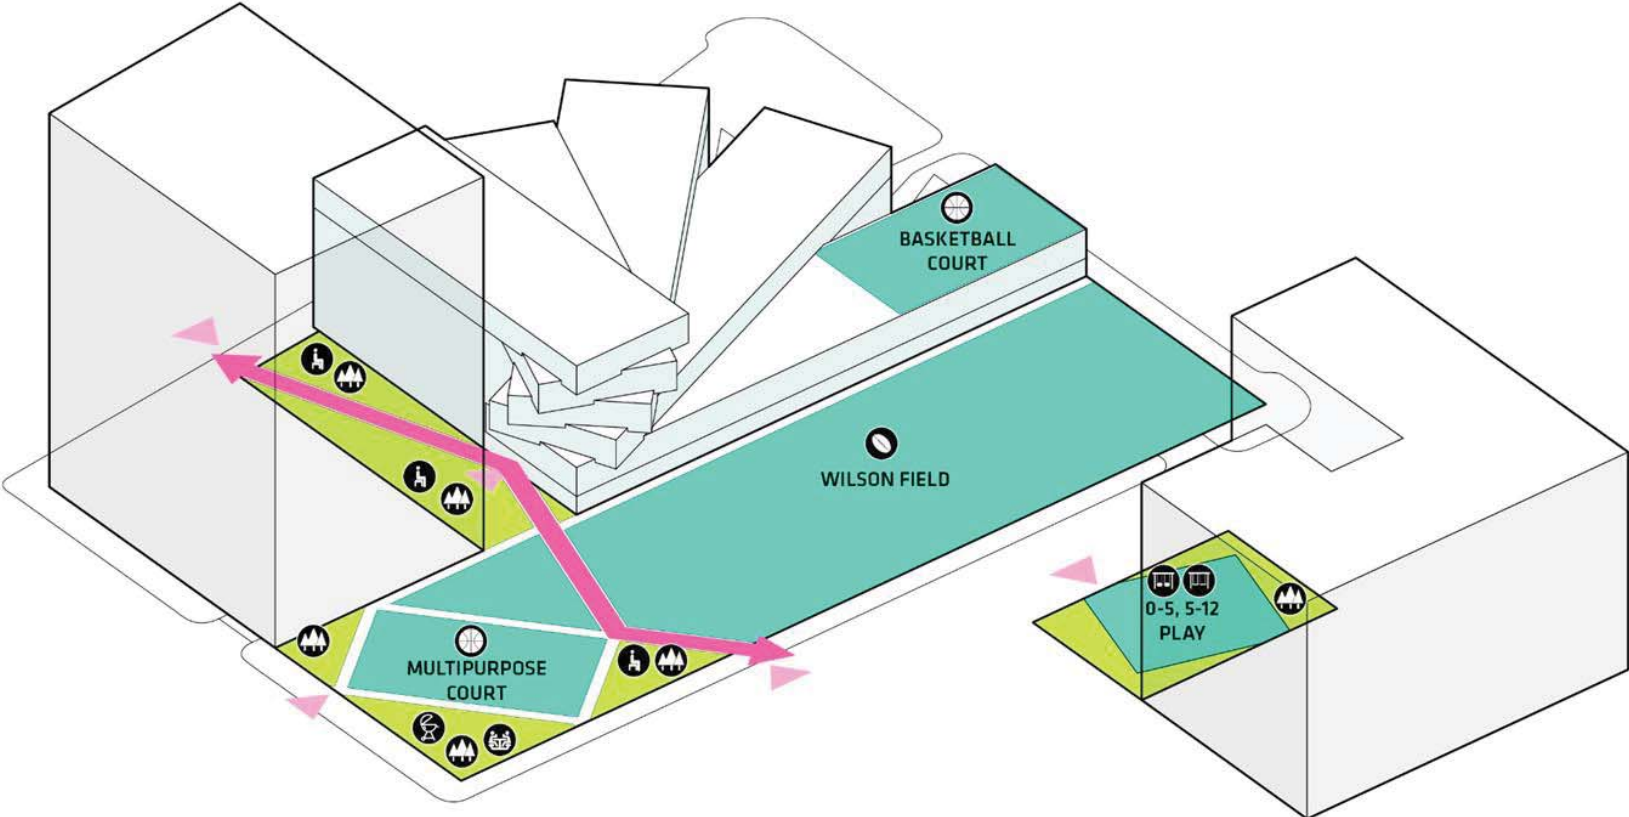 BASKETBALL
COURT
WILSON FIELD
0-5, 5-12
PLAY
MULTIPURPOSE
COURT